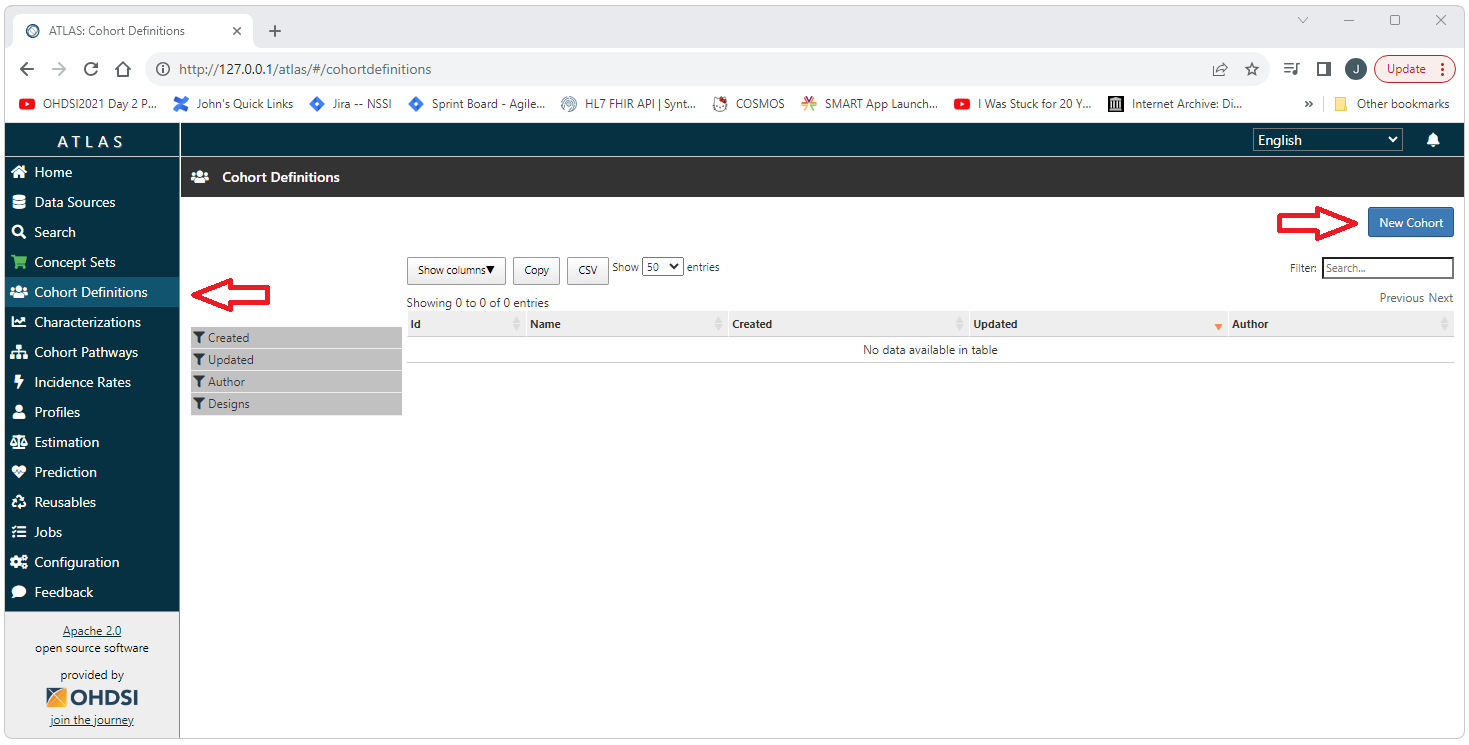 ATLAS: Cohort Definitions
http://127.0.0.1/atlas/#/cohortdefinitions
J
Update
OHDSI2021 Day 2 P...
John's Quick Links
Jira -- NSSI
Sprint Board - Agile...
HL7 FHIR API | Synt...
COSMOS
SMART App Launch...
I Was Stuck for 20 Y...
Internet Archive: Di...
Other bookmarks
ATLAS
English
Home
Data Sources
Search
Concept Sets
Cohort Definitions
Characterizations
Cohort Pathways
Incidence Rates
Profiles
Estimation
Prediction
Reusables
Jobs
Configuration
Feedback
Apache 2.0
open source software
provided by
OHDSI
join the journey
Cohort Definitions
New Cohort
Show columns▼
Copy
CSV
Show 50 entries
Filter: Search...
Showing 0 to 0 of 0 entries
Previous Next
Created
Updated
Author
Designs
Id Name Created Updated Author
No data available in table